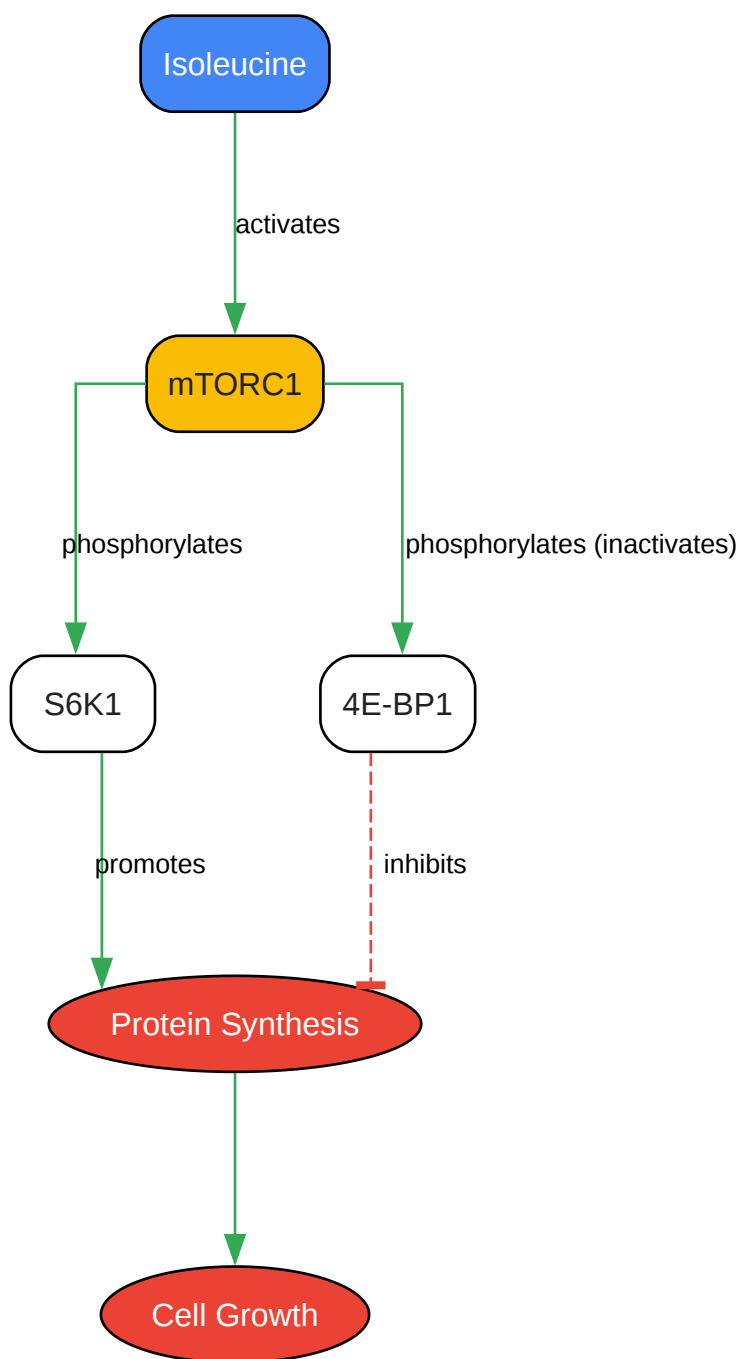 Isoleucine
activates
mTORC1
phosphorylates
phosphorylates (inactivates)
S6K1
4E-BP1
promotes
inhibits
Protein Synthesis
Cell Growth